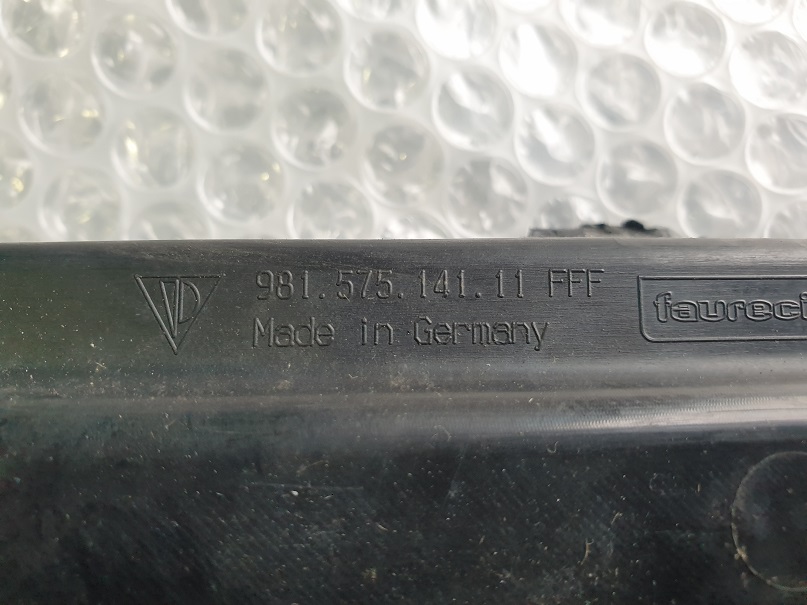 981.575.141.11 FFF
Made in Germany
faureci